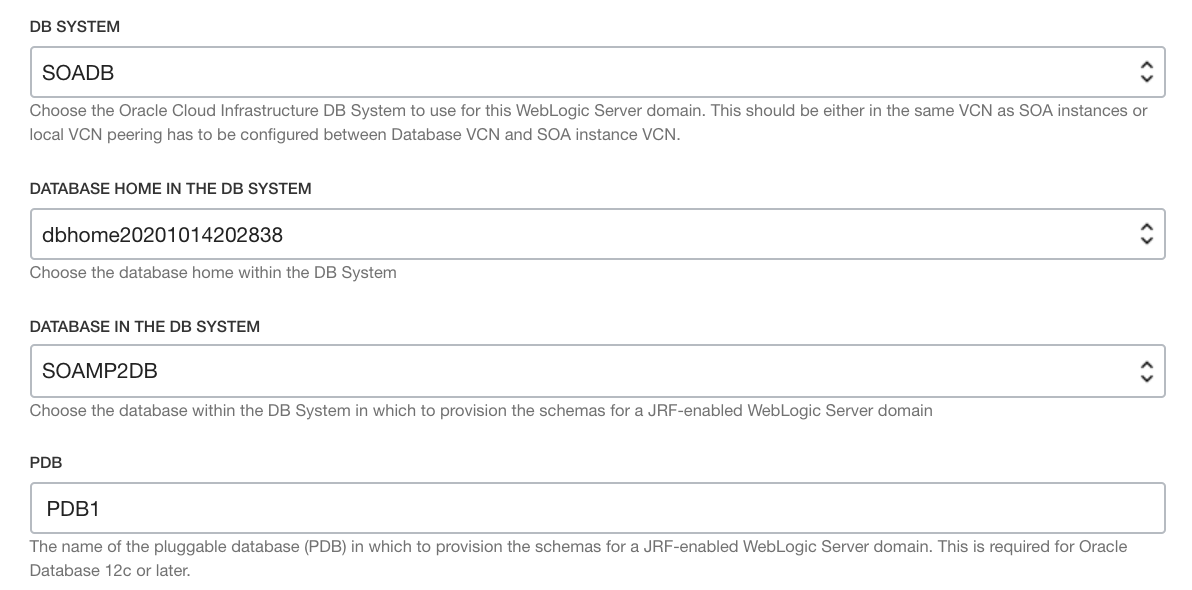 DB SYSTEM
SOADB
Choose the Oracle Cloud Infrastructure DB System to use for this WebLogic Server domain. This should be either in the same VCN as SOA instances or
local VCN peering has to be configured between Database VCN and SOA instance VCN.
DATABASE HOME IN THE DB SYSTEM
dbhome20201014202838
Choose the database home within the DB System
DATABASE IN THE DB SYSTEM
SOAMP2DB
Choose the database within the DB System in which to provision the schemas for a JRF-enabled WebLogic Server domain
PDB
PDB1
The name of the pluggable database (PDB) in which to provision the schemas for a JRF-enabled WebLogic Server domain. This is required for Oracle
Database 12c or later.